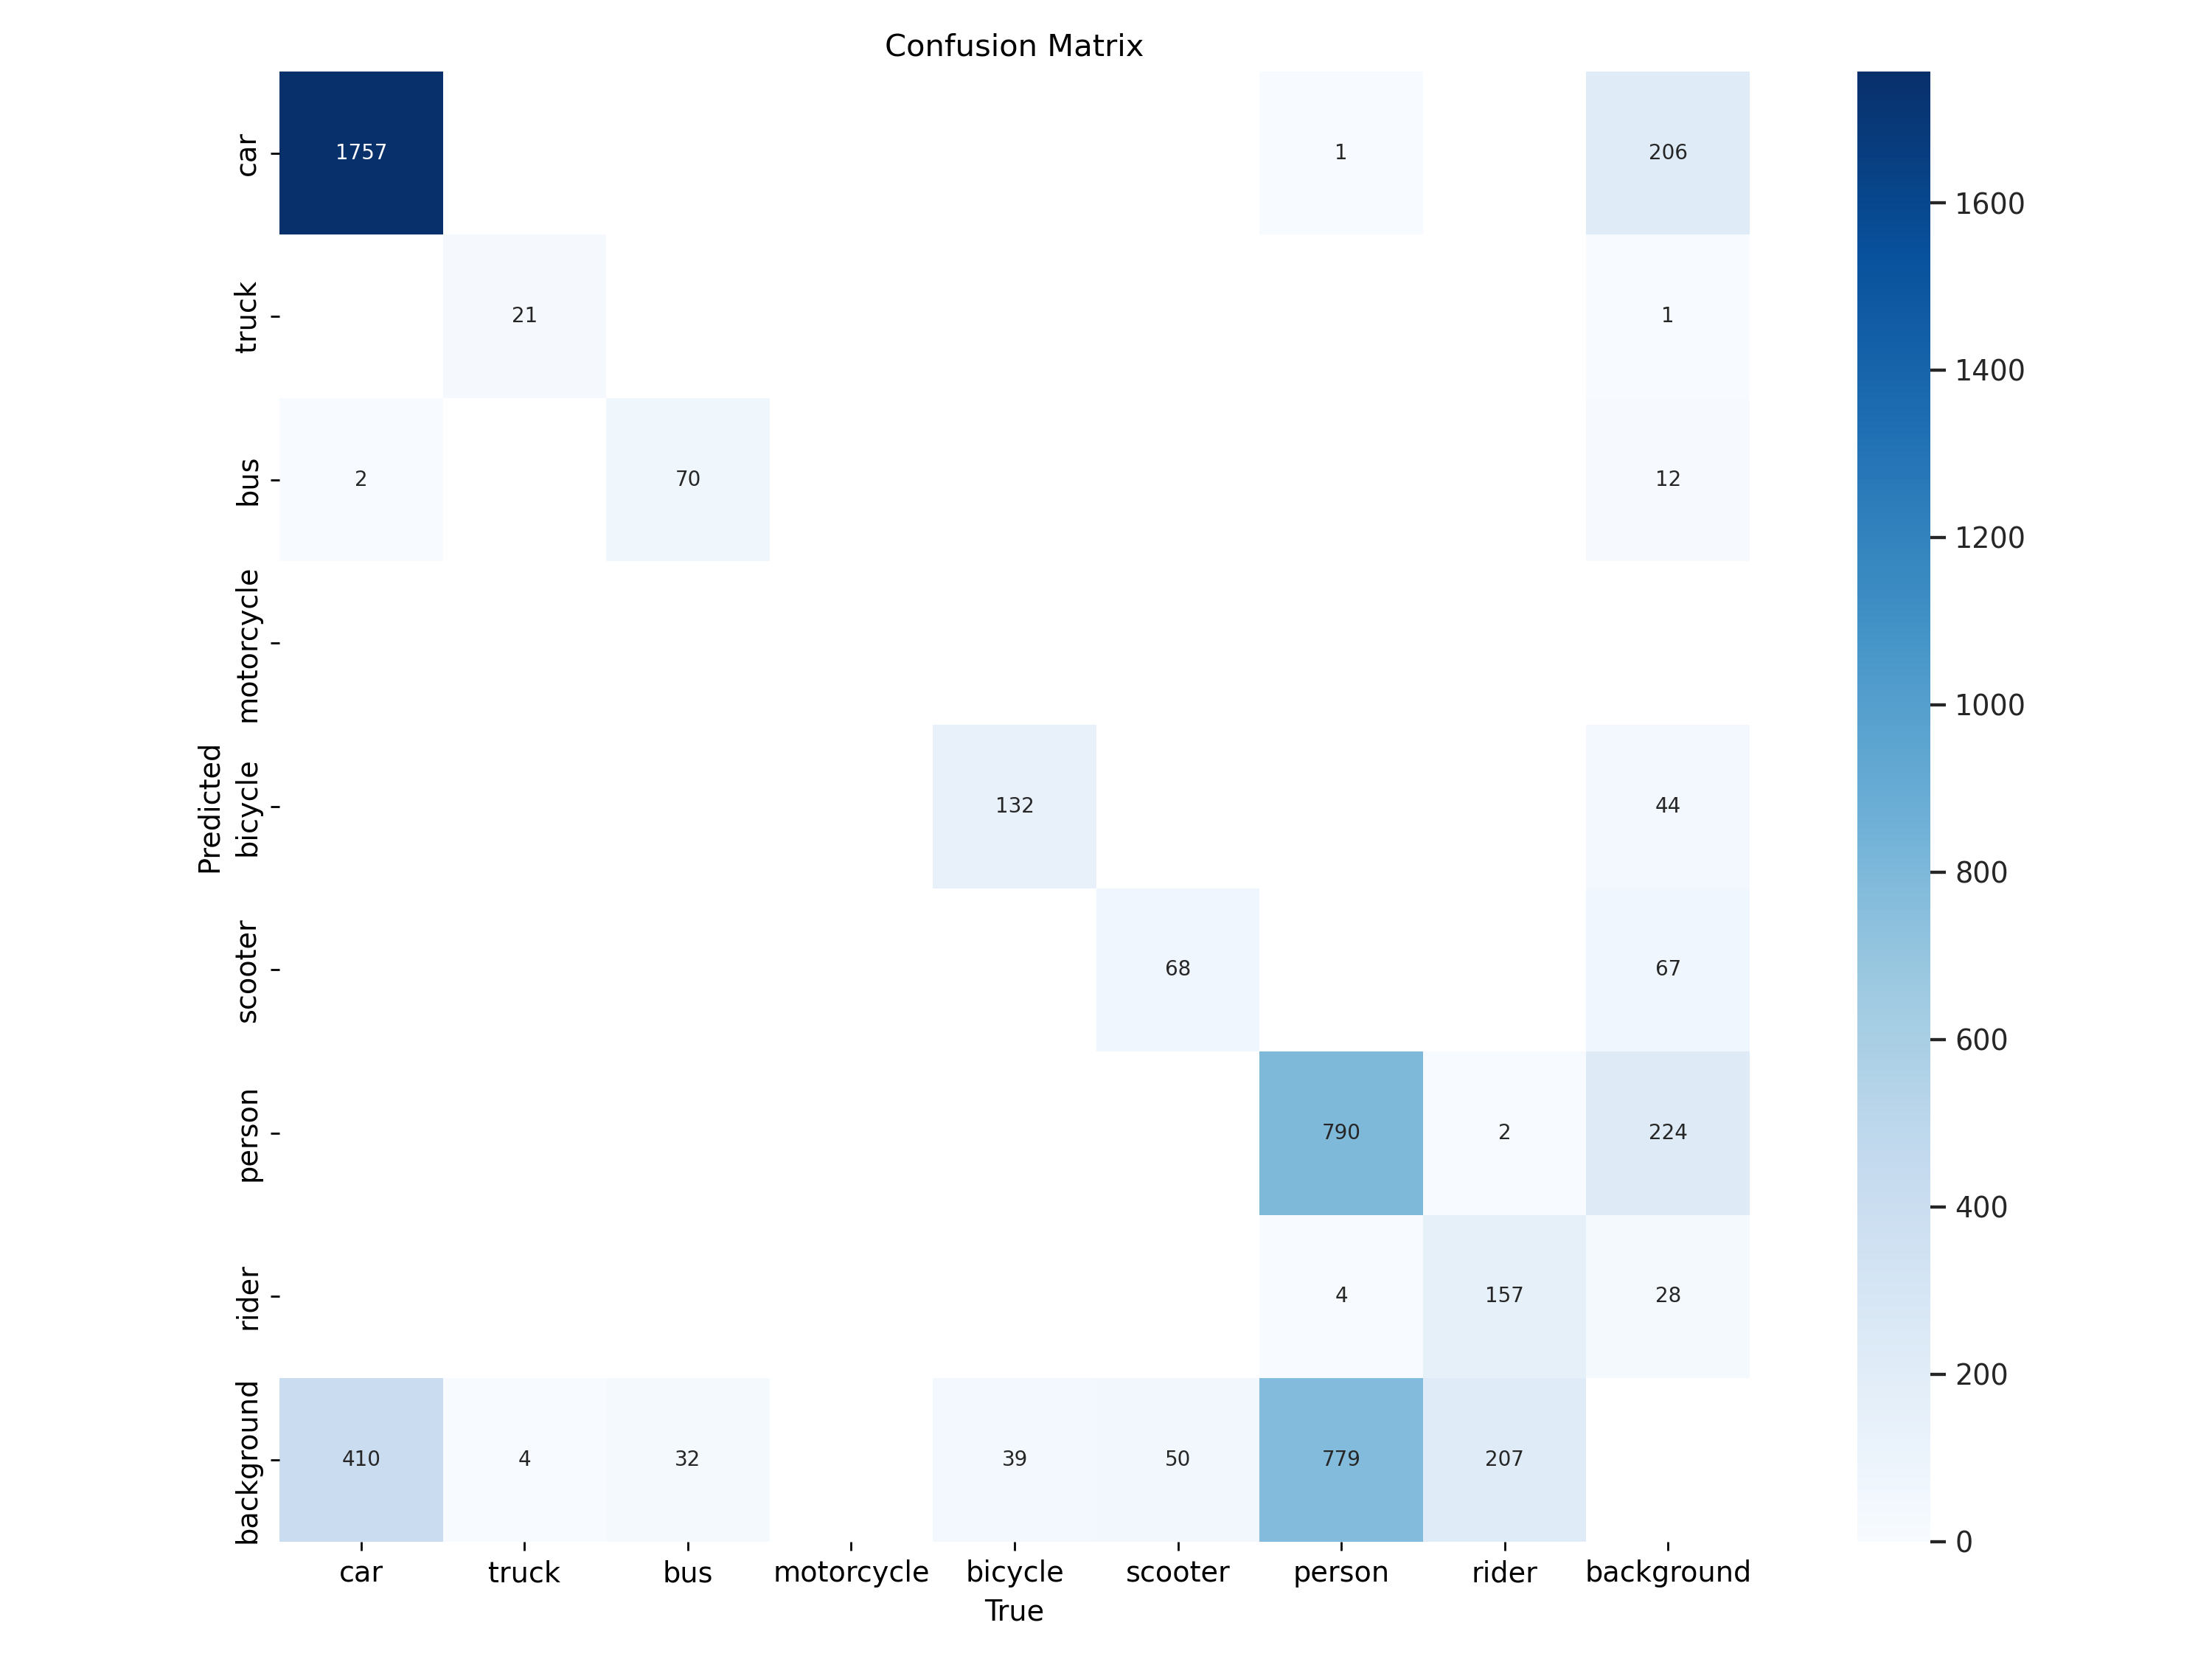 Confusion Matrix
car
1757
1
206
1600
truck
21
1
1400
bus
2
70
12
1200
motorcycle
1000
Predicted
bicycle
132
44
800
scooter
68
67
600
person
790
2
224
400
rider
4
157
28
200
background
410
4
32
39
50
779
207
0
car truck bus motorcycle bicycle scooter person rider background
True